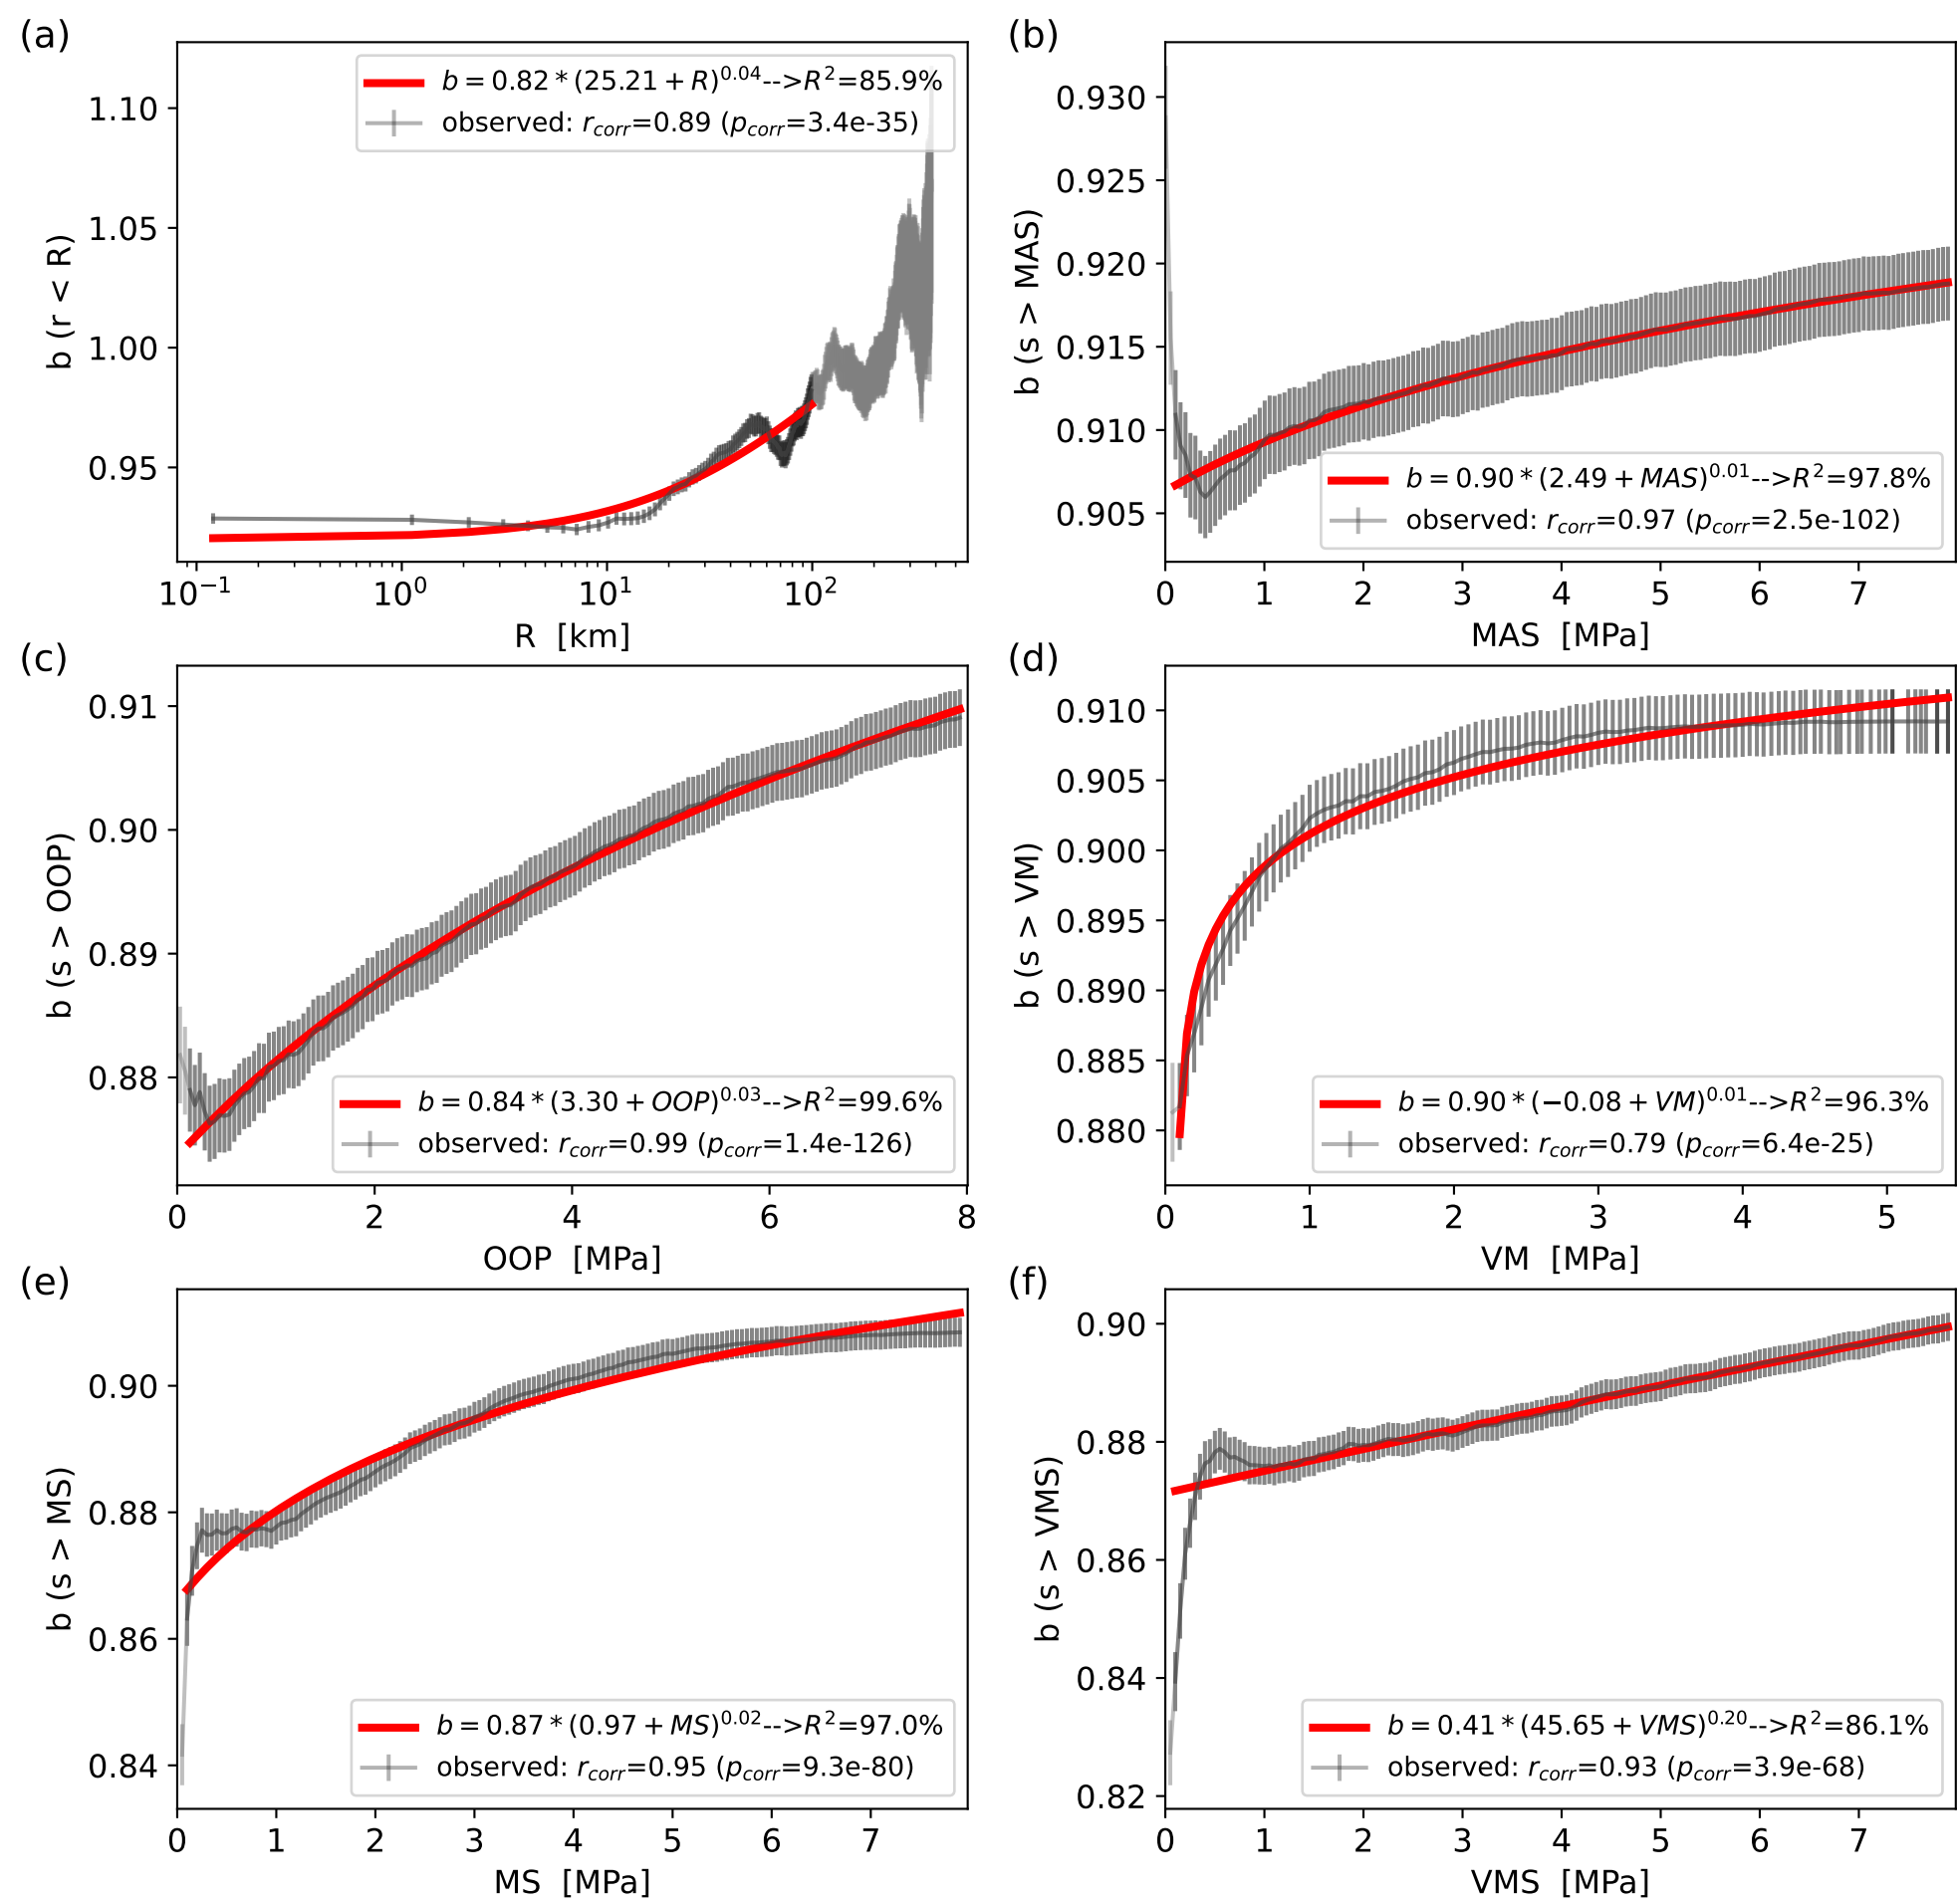 (a)
b = 0.82 * (25.21 + R)^0.04-->R^2=85.9%
observed: r_corr=0.89 (p_corr=3.4e-35)
1.10
1.05
1.00
0.95
b (r < R)
10^−1 10^0 10^1 10^2
R [km]
(b)
0.930
0.925
0.920
0.915
0.910
0.905
b (s > MAS)
b = 0.90 * (2.49 + MAS)^0.01-->R^2=97.8%
observed: r_corr=0.97 (p_corr=2.5e-102)
0 1 2 3 4 5 6 7
MAS [MPa]
(c)
0.91
0.90
0.89
0.88
b (s > OOP)
b = 0.84 * (3.30 + OOP)^0.03-->R^2=99.6%
observed: r_corr=0.99 (p_corr=1.4e-126)
0 2 4 6 8
OOP [MPa]
(d)
0.910
0.905
0.900
0.895
0.890
0.885
0.880
b (s > VM)
b = 0.90 * (−0.08 + VM)^0.01-->R^2=96.3%
observed: r_corr=0.79 (p_corr=6.4e-25)
0 1 2 3 4 5
VM [MPa]
(e)
0.90
0.88
0.86
0.84
b (s > MS)
b = 0.87 * (0.97 + MS)^0.02-->R^2=97.0%
observed: r_corr=0.95 (p_corr=9.3e-80)
0 1 2 3 4 5 6 7
MS [MPa]
(f)
0.90
0.88
0.86
0.84
0.82
b (s > VMS)
b = 0.41 * (45.65 + VMS)^0.20-->R^2=86.1%
observed: r_corr=0.93 (p_corr=3.9e-68)
0 1 2 3 4 5 6 7
VMS [MPa]